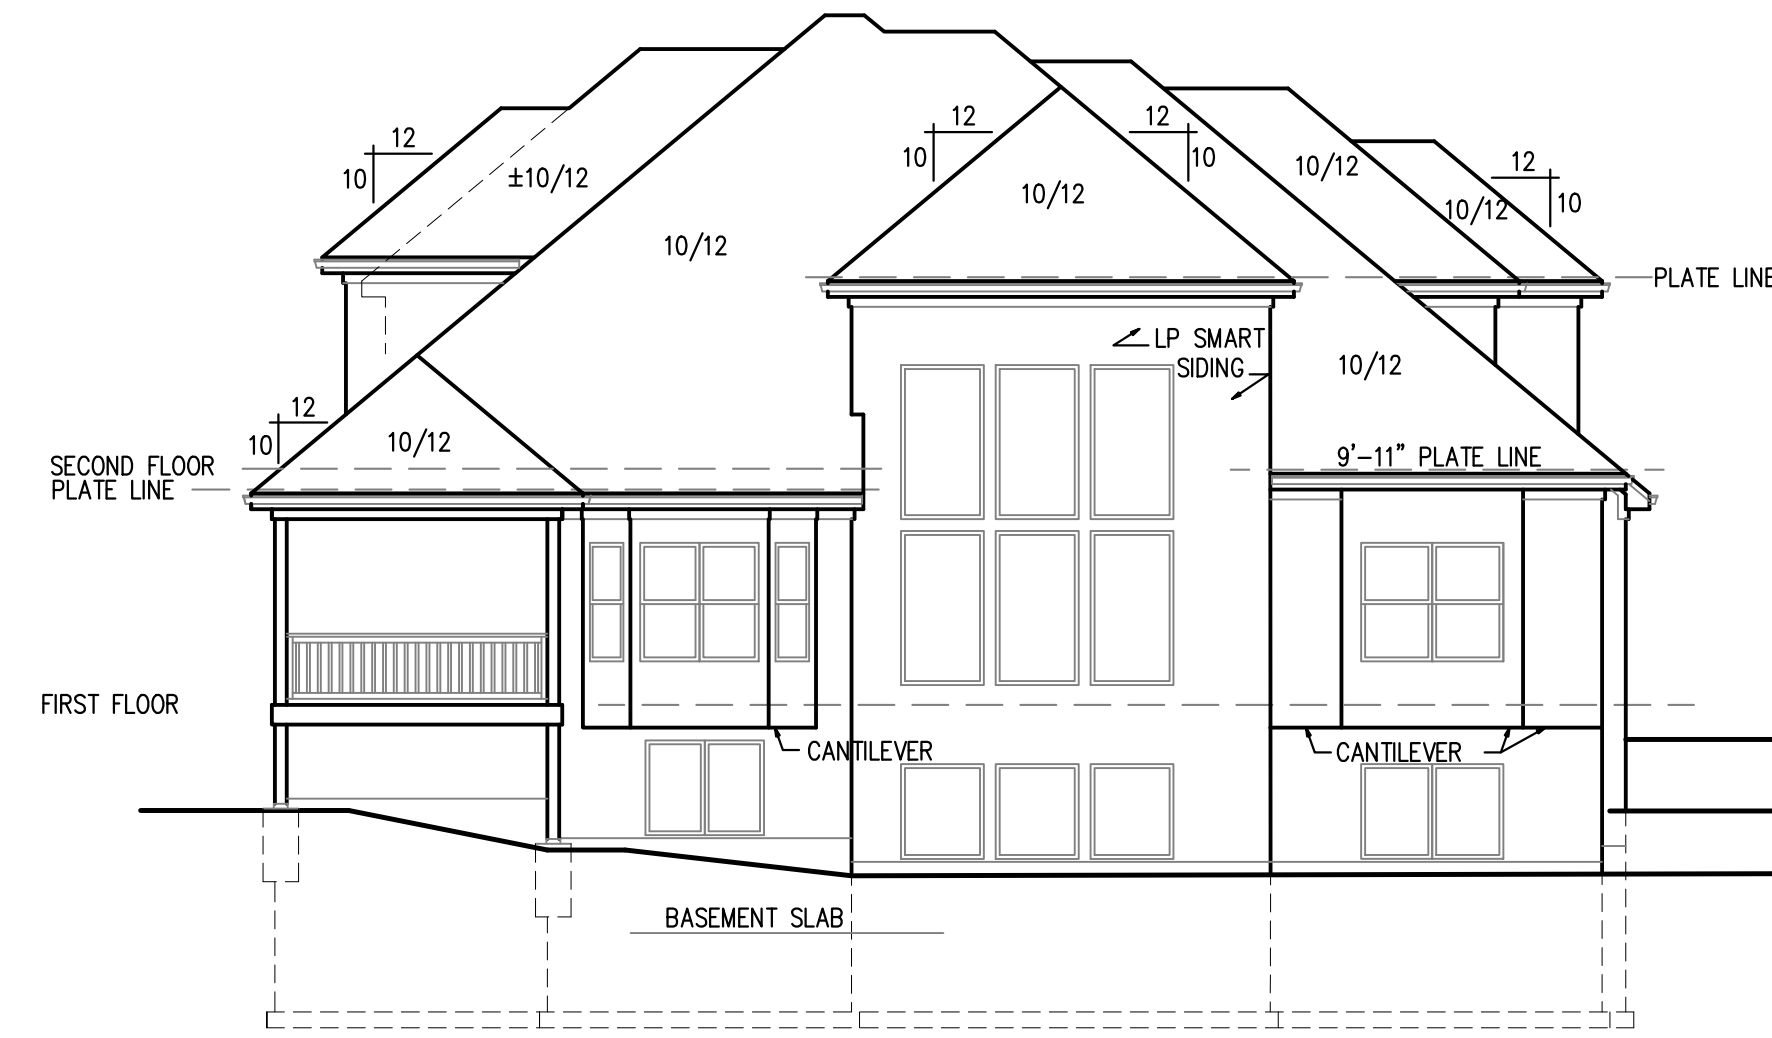 12
10
±10/12
10/12
12
10
10/12
12
10
10/12
12
10
10/12
PLATE LINE
LP SMART
SIDING
10/12
12
10
10/12
SECOND FLOOR
PLATE LINE
9'-11" PLATE LINE
FIRST FLOOR
CANTILEVER
CANTILEVER
BASEMENT SLAB